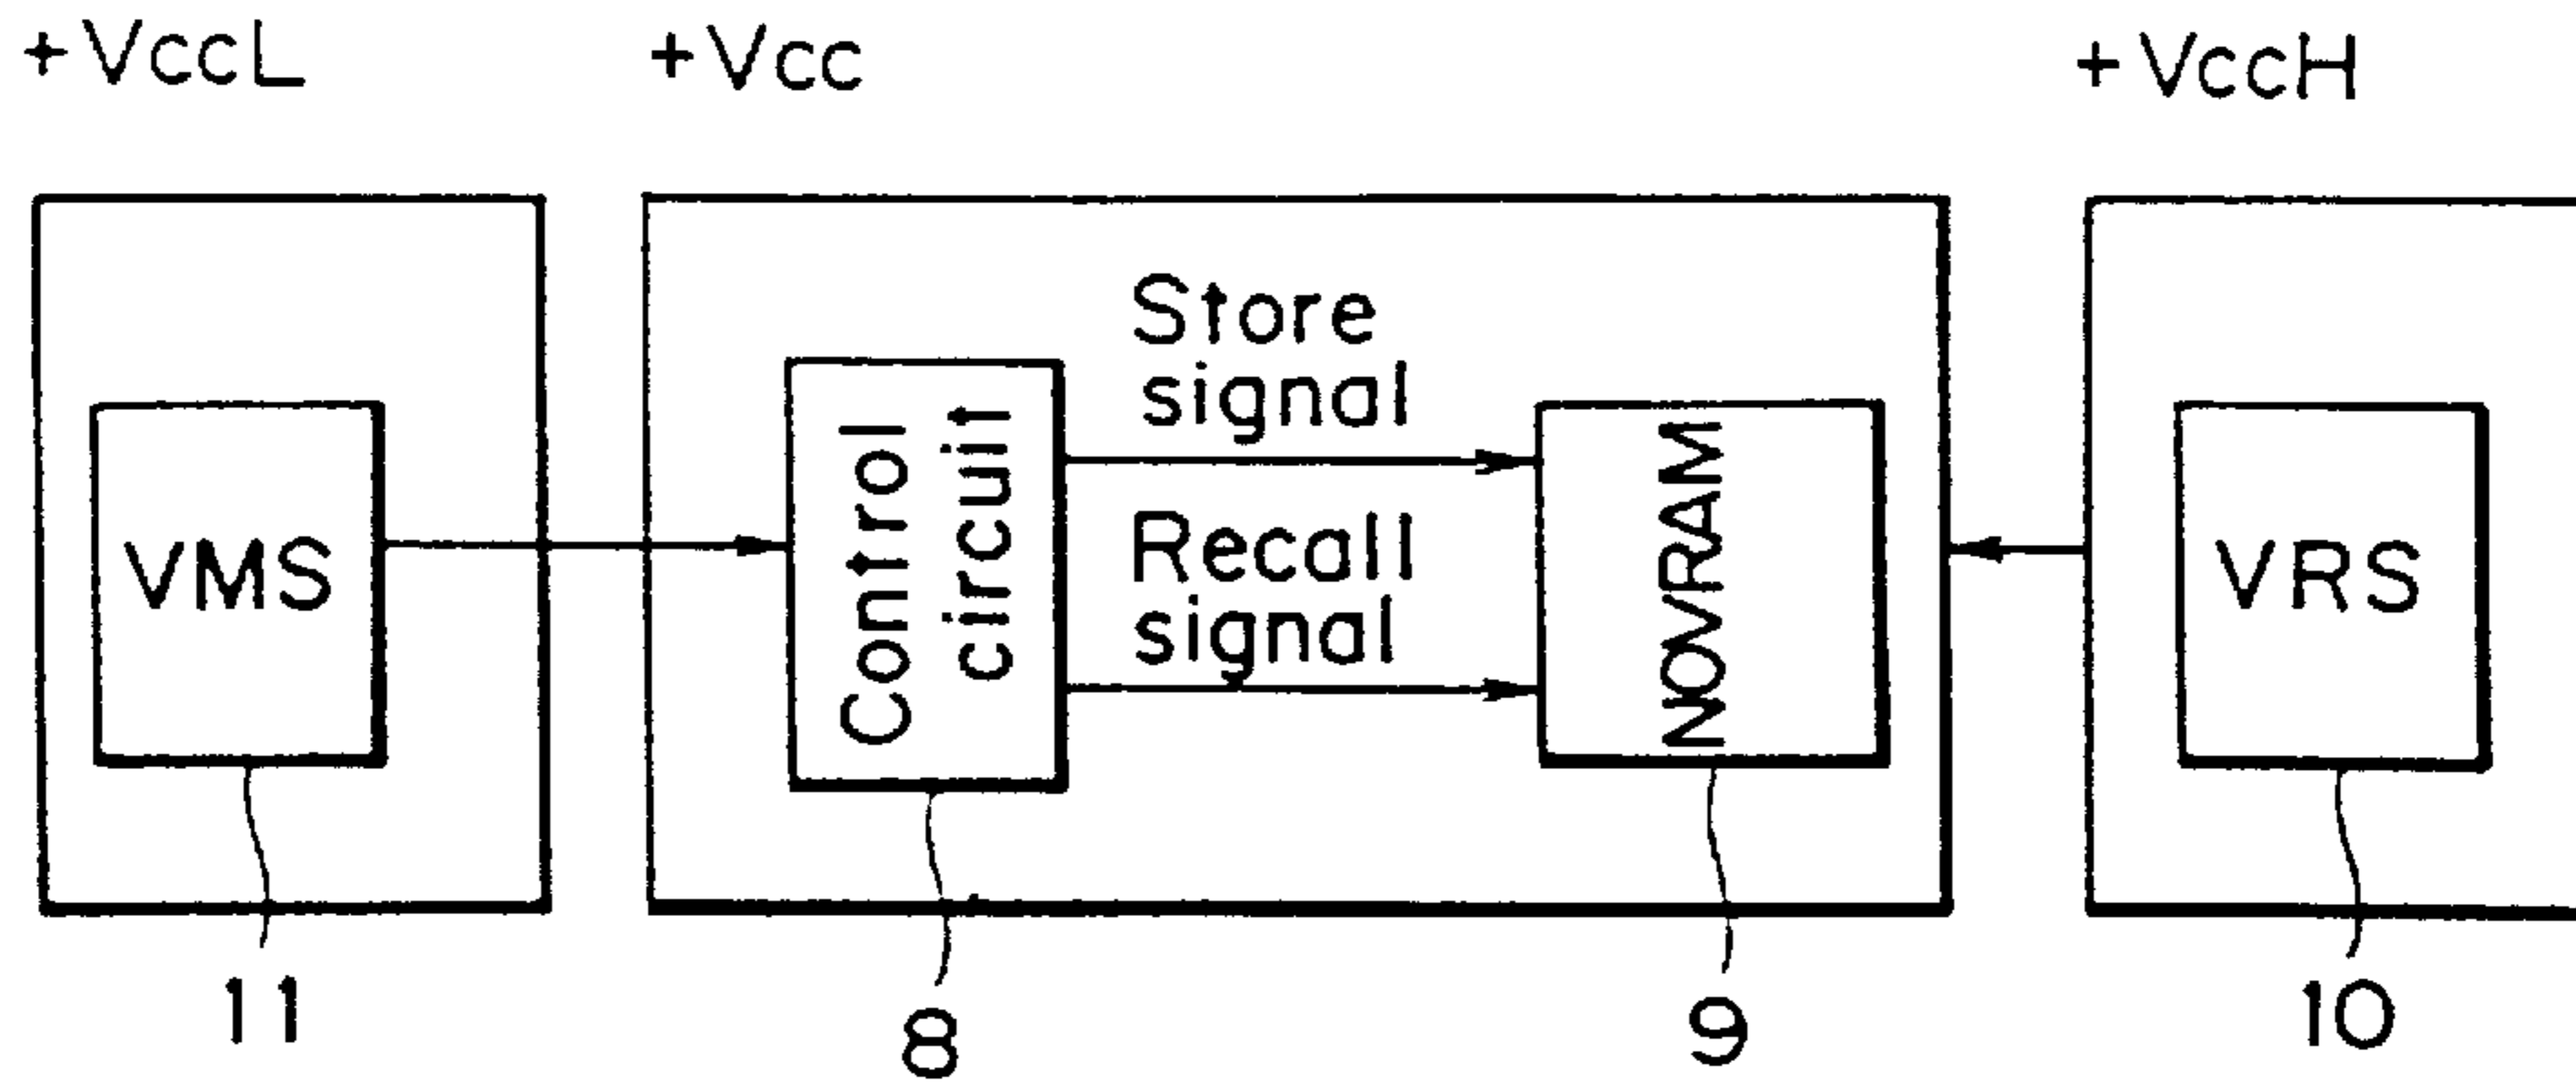 +VccL
+Vcc
+VccH
VMS
Control
circuit
Store
signal
Recall
signal
NOVRAM
VRS
11
8
9
10